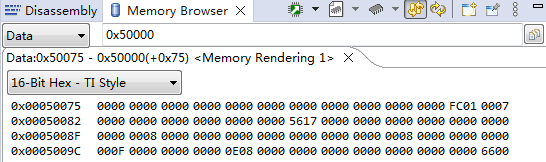 Disassembly Memory Browser
Data 0x50000
Data:0x50075 - 0x50000(+0x75) <Memory Rendering 1>
16-Bit Hex - TI Style
0x00050075 0000 0000 0000 0000 0000 0000 0000 0000 0000 0000 0000 FC01 0007
0x00050082 0000 0000 0000 0000 0000 0000 5617 0000 0000 0000 0000 0000 0000
0x0005008F 0000 0008 0000 0000 0000 0000 0000 0000 0000 0008 0000 0000 0000
0x0005009C 000F 0000 0000 0000 0E08 0000 0000 0000 0000 0000 0000 0000 6600